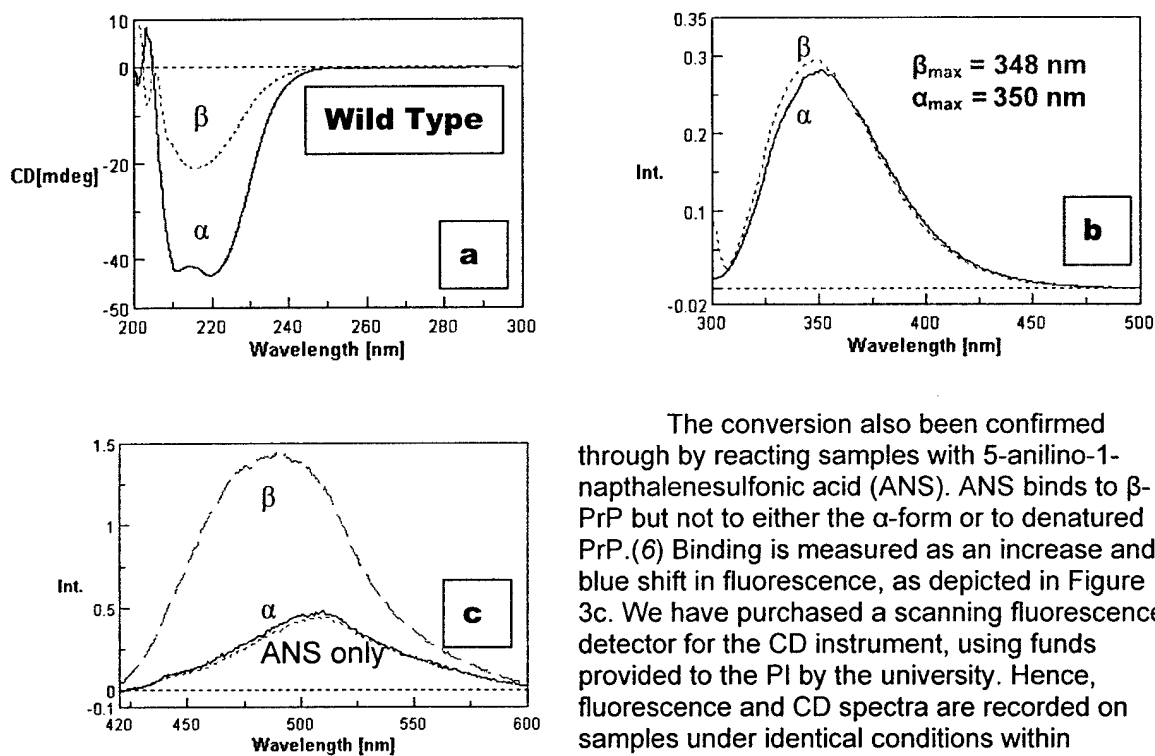 10
0
CD[mdeg]
-20
-40
-50
200
220
240
260
280
300
Wavelength [nm]
β
α
Wild Type
a
0.35
0.3
0.2
Int.
0.1
-0.02
300
350
400
450
500
Wavelength [nm]
β
α
βmax = 348 nm
αmax = 350 nm
b
1.5
1
Int.
0.5
0
-0.1
420
450
500
550
600
Wavelength [nm]
β
α
ANS only
c
The conversion also been confirmed
through by reacting samples with 5-anilino-1-
napthalenesulfonic acid (ANS). ANS binds to β-
PrP but not to either the α-form or to denatured
PrP.(6) Binding is measured as an increase and
blue shift in fluorescence, as depicted in Figure
3c. We have purchased a scanning fluorescence
detector for the CD instrument, using funds
provided to the PI by the university. Hence,
fluorescence and CD spectra are recorded on
samples under identical conditions within